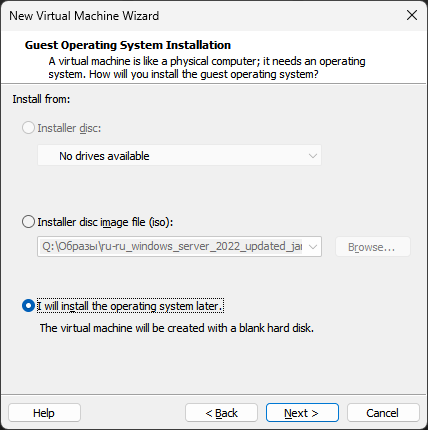 New Virtual Machine Wizard
Guest Operating System Installation
A virtual machine is like a physical computer; it needs an operating
system. How will you install the guest operating system?
Install from:
Installer disc:
No drives available
Installer disc image file (iso):
Q:\Образы\ru-ru_windows_server_2022_updated_jan
Browse...
I will install the operating system later.
The virtual machine will be created with a blank hard disk.
Help
< Back
Next >
Cancel